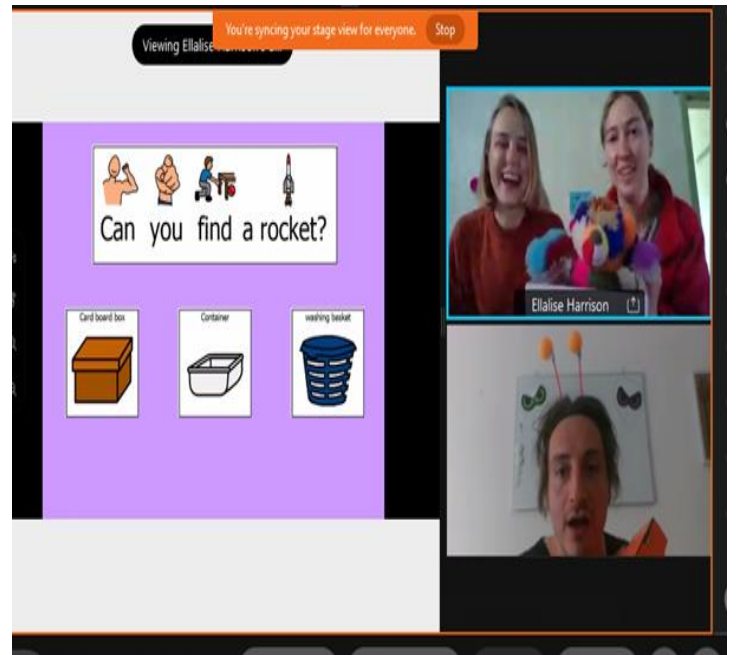 You're syncing your stage view for everyone. Stop
Viewing Ellalise
Can you find a rocket?
Card board box
Container
washing basket
Ellalise Harrison